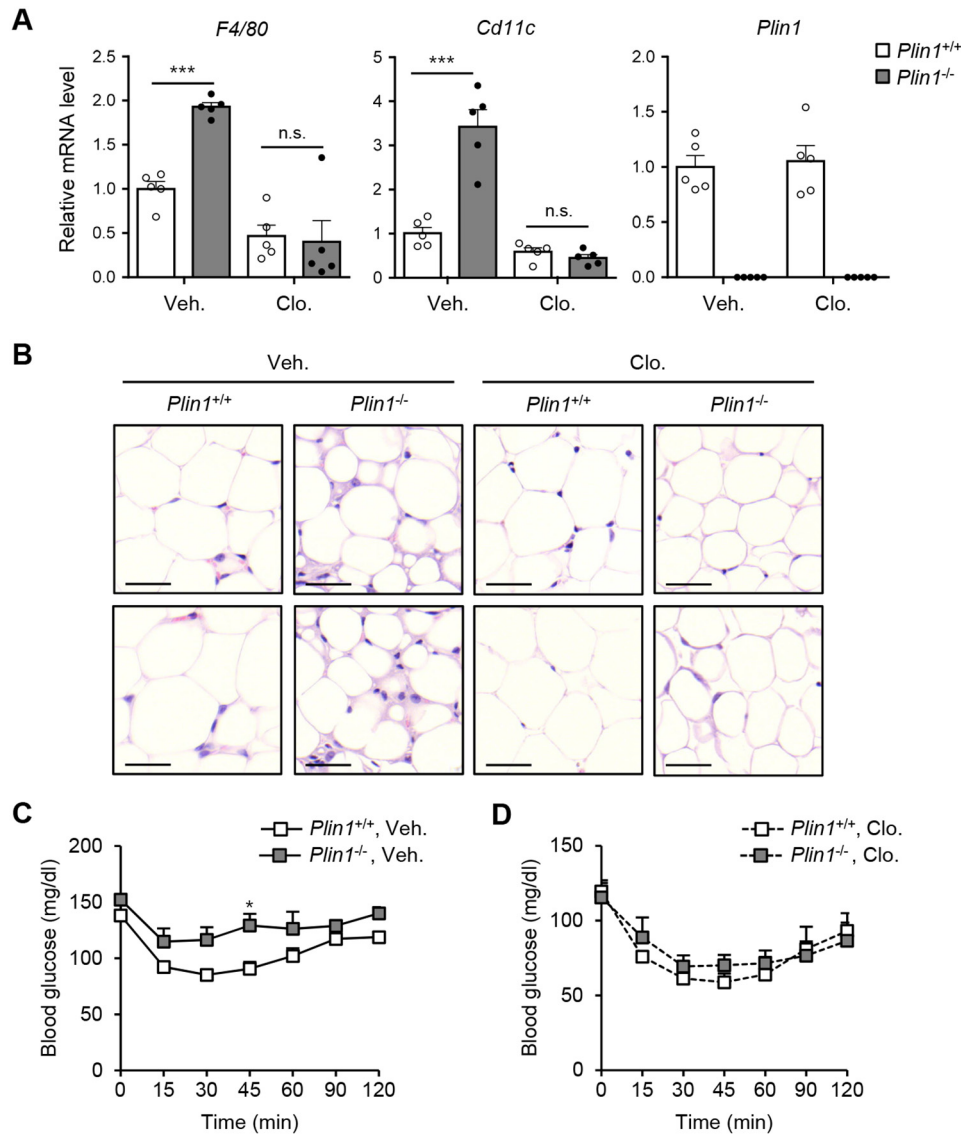 A
F4/80
Cd11c
Plin1
Plin1+/+
Plin1-/-
Relative mRNA level
2.5
2.0
1.5
1.0
0.5
0.0
***
n.s.
Veh.
Clo.
5
4
3
2
1
0
***
n.s.
Veh.
Clo.
2.0
1.5
1.0
0.5
0.0
Veh.
Clo.
B
Veh.
Clo.
Plin1+/+
Plin1-/-
Plin1+/+
Plin1-/-
C
Plin1+/+, Veh.
Plin1-/-, Veh.
Blood glucose (mg/dl)
200
150
100
50
0
*
0 15 30 45 60 90 120
Time (min)
D
Plin1+/+, Clo.
Plin1-/-, Clo.
Blood glucose (mg/dl)
150
100
50
0
0 15 30 45 60 90 120
Time (min)